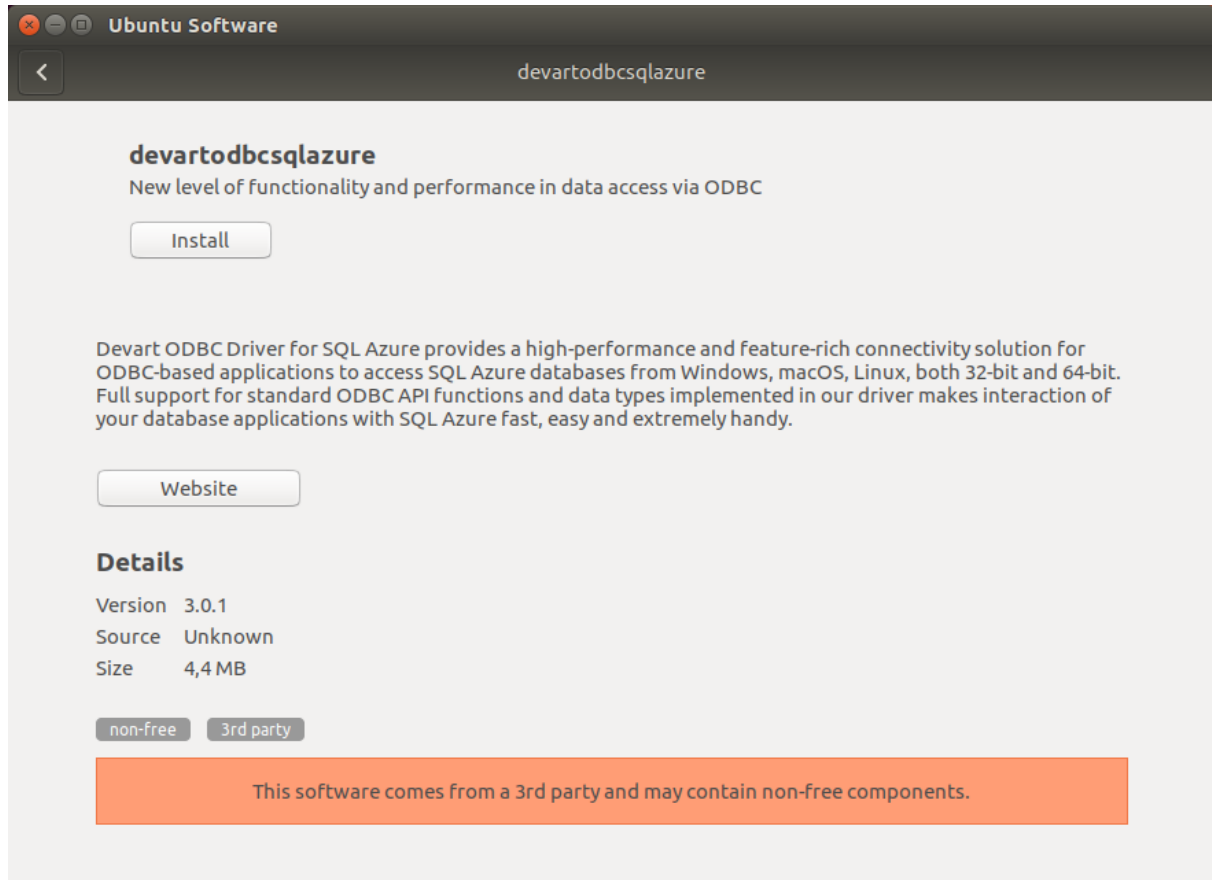 Ubuntu Software
devartodbcsqlazure
devartodbcsqlazure
New level of functionality and performance in data access via ODBC
Install
Devart ODBC Driver for SQL Azure provides a high-performance and feature-rich connectivity solution for
ODBC-based applications to access SQL Azure databases from Windows, macOS, Linux, both 32-bit and 64-bit.
Full support for standard ODBC API functions and data types implemented in our driver makes interaction of
your database applications with SQL Azure fast, easy and extremely handy.
Website
Details
Version 3.0.1
Source Unknown
Size 4,4 MB
non-free 3rd party
This software comes from a 3rd party and may contain non-free components.